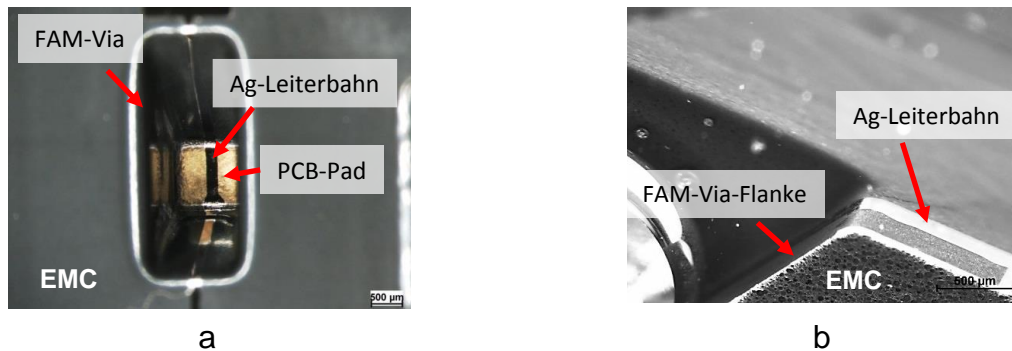 FAM-Via
Ag-Leiterbahn
PCB-Pad
EMC
500 µm
a
Ag-Leiterbahn
FAM-Via-Flanke
EMC
500 µm
b